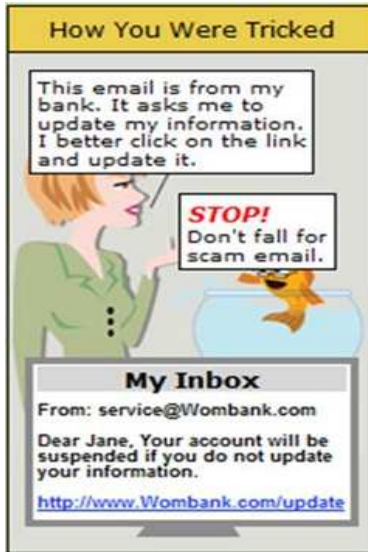 How You Were Tricked
This email is from my
bank. It asks me to
update my information.
I better click on the link
and update it.
STOP!
Don't fall for
scam email.
My Inbox
From: service@Wombank.com
Dear Jane, Your account will be
suspended if you do not update
your information.
http://www.Wombank.com/update